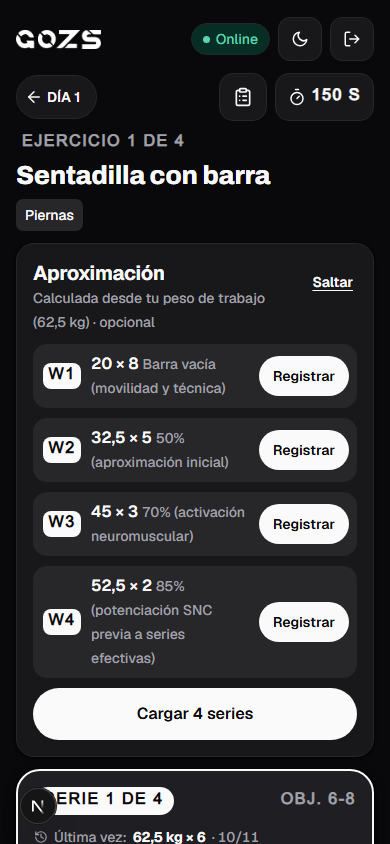 GOZS
Online
DÍA 1
150 S
EJERCICIO 1 DE 4
Sentadilla con barra
Piernas
Aproximación
Saltar
Calculada desde tu peso de trabajo
(62,5 kg) · opcional
W1
20 × 8 Barra vacía
(movilidad y técnica)
Registrar
W2
32,5 × 5 50%
(aproximación inicial)
Registrar
W3
45 × 3 70% (activación
neuromuscular)
Registrar
W4
52,5 × 2 85%
(potenciación SNC
previa a series
efectivas)
Registrar
Cargar 4 series
N
ERIE 1 DE 4
OBJ. 6-8
Última vez: 62,5 kg × 6 · 10/11